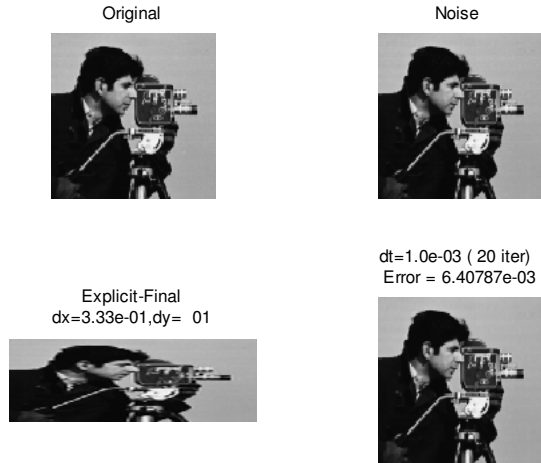 Original
Noise
dt=1.0e-03 ( 20 iter)
Error = 6.40787e-03
Explicit-Final
dx=3.33e-01,dy= 01